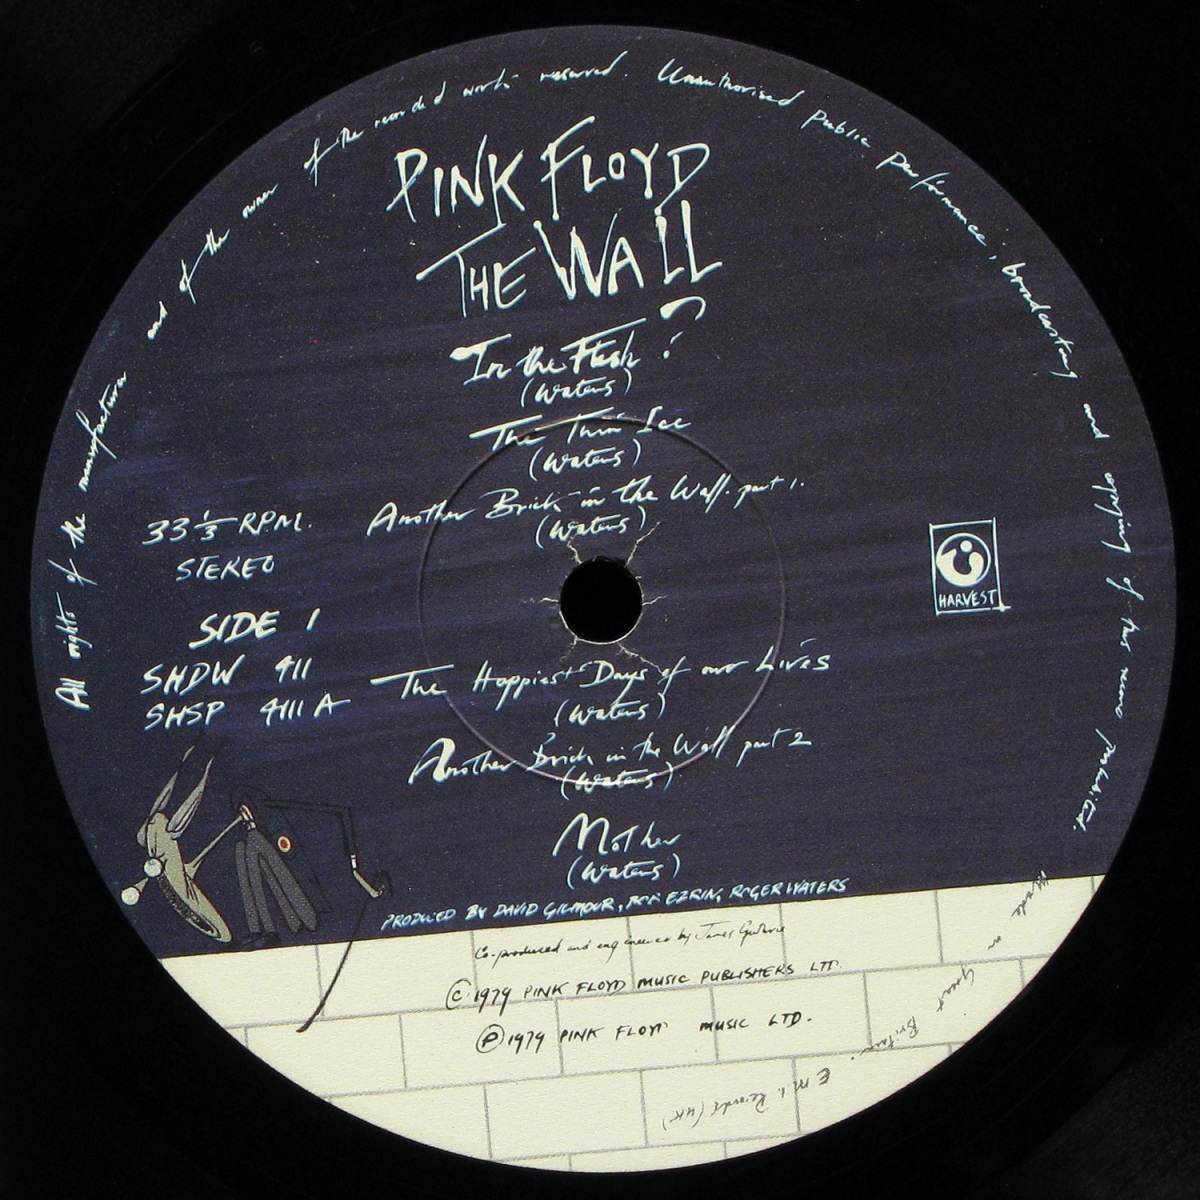 All rights of the manufacturer and of the owner of the recorded work reserved. Unauthorised public performance, broadcasting and copying of this record prohibited.
PINK FLOYD
THE WALL
In the Flesh ?
(Waters)
The Thin Ice
(Waters)
Another Brick in the Wall. part 1.
(Waters)
33⅓ RPM.
STEREO
SIDE 1
SHDW 411
SHSP 4111 A
HARVEST
The Happiest Days of our Lives
(Waters)
Another Brick in the Wall part 2
(Waters)
Mother
(Waters)
PRODUCED BY DAVID GILMOUR, BOB EZRIN, ROGER WATERS
Co-produced and engineered by James Guthrie
© 1979 PINK FLOYD MUSIC PUBLISHERS LTD.
℗ 1979 PINK FLOYD MUSIC LTD.
Made in Great Britain
E.M.I. Records (UK)